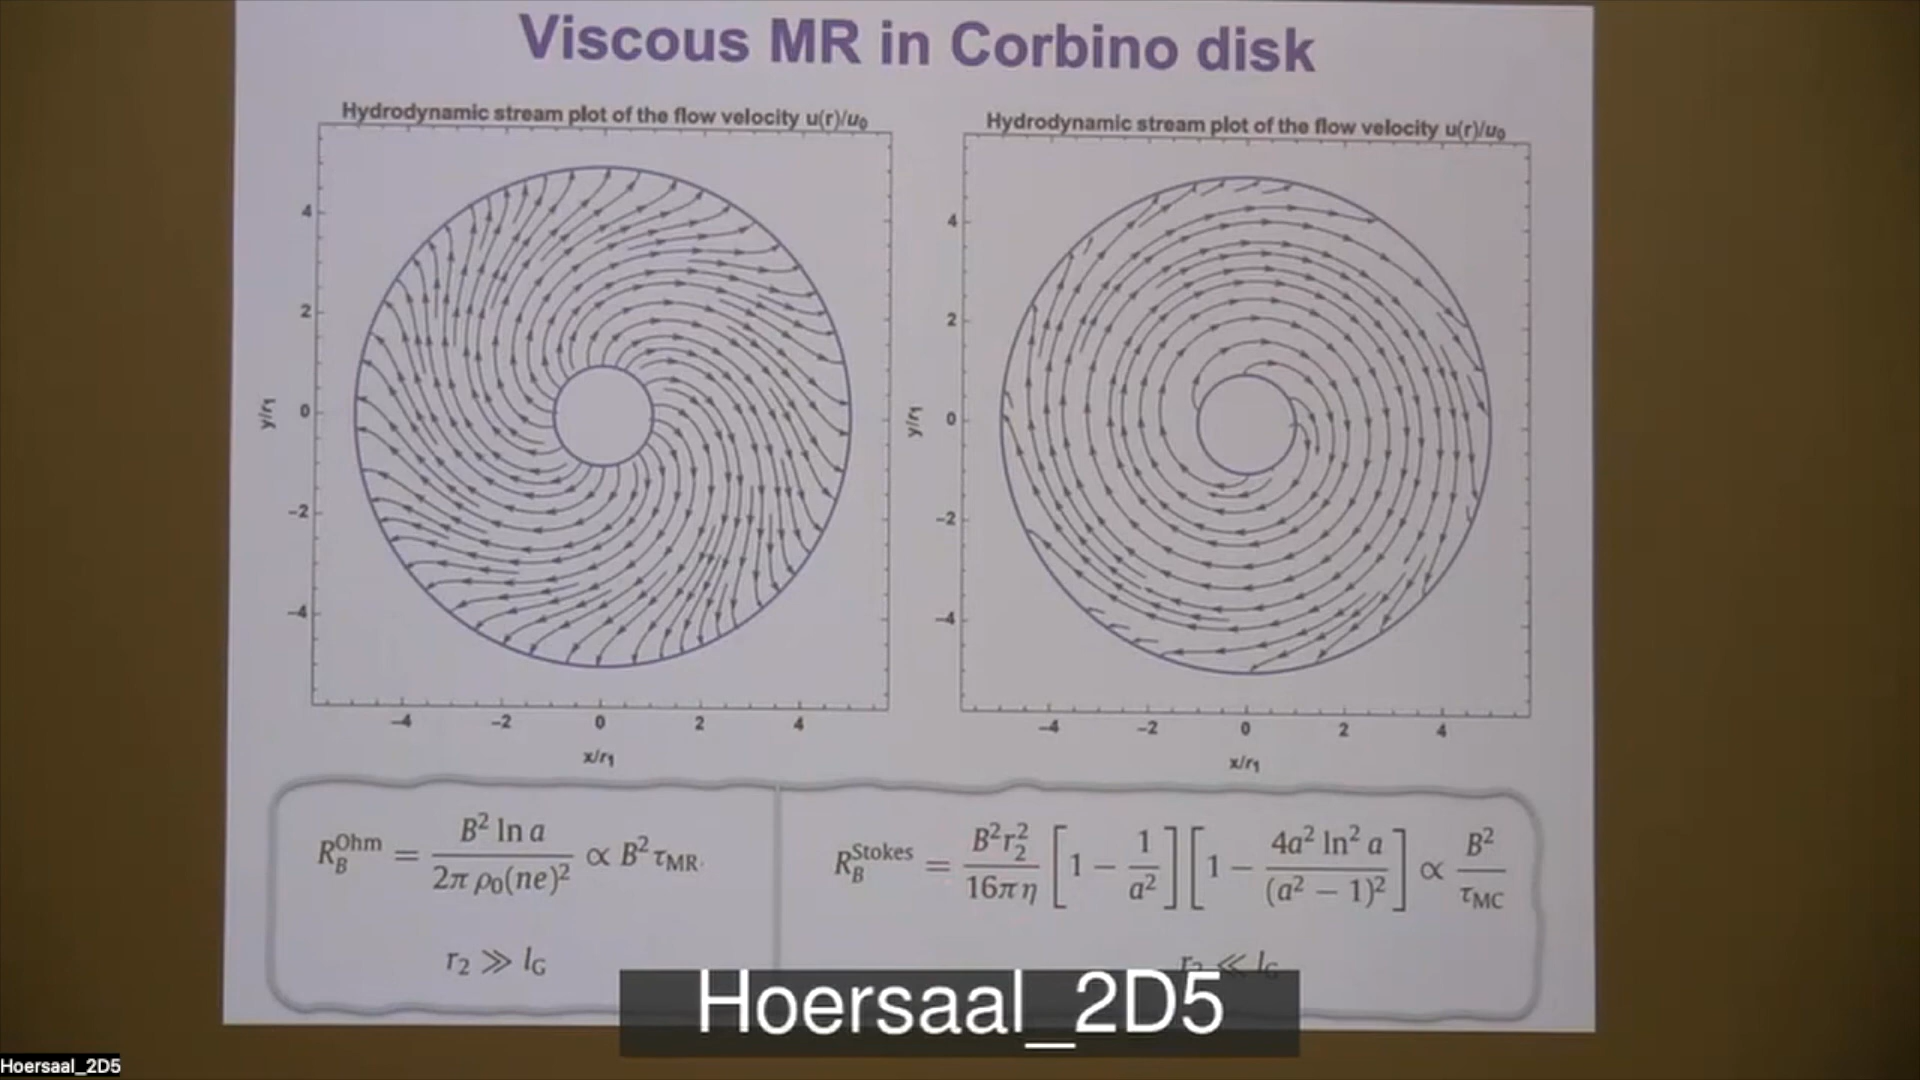 Viscous MR in Corbino disk
Hydrodynamic stream plot of the flow velocity u(r)/u₀
Hydrodynamic stream plot of the flow velocity u(r)/u₀
4
2
0
−2
−4
y/r₁
−4 −2 0 2 4
x/r₁
4
2
0
−2
−4
y/r₁
−4 −2 0 2 4
x/r₁
R_B^Ohm = B² ln a / 2π ρ₀(ne)² ∝ B² τ_MR
r₂ ≫ l_G
R_B^Stokes = B²r₂² / 16πη [1 − 1/a²] [1 − 4a² ln² a / (a² − 1)²] ∝ B² / τ_MC
r₂ ≪ l_G
Hoersaal_2D5
Hoersaal_2D5